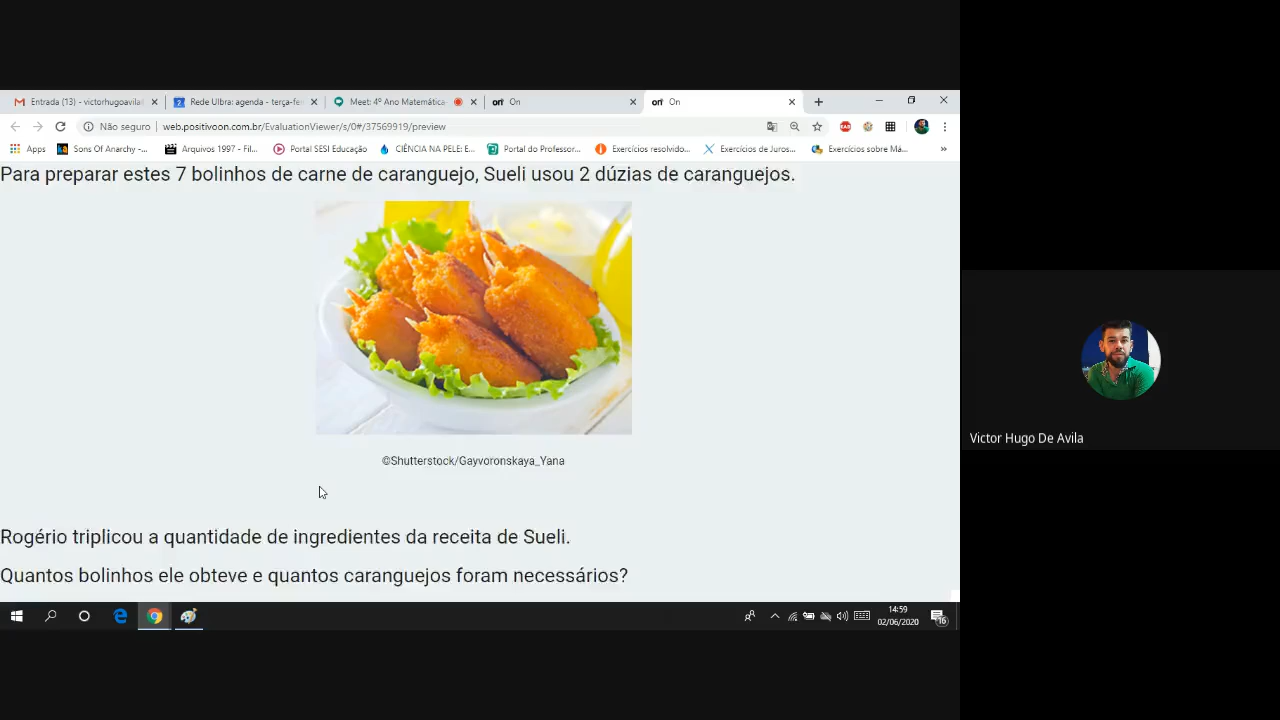 Entrada (13) - victorhugoavila
Rede Ulbra: agenda - terça-fe
Meet: 4º Ano Matemática
On
On
Não seguro
web.positivoon.com.br/EvaluationViewer/s/0#/37569919/preview
Apps
Sons Of Anarchy -...
Arquivos 1997 - Fil...
Portal SESI Educação
CIÊNCIA NA PELE: E...
Portal do Professor...
Exercícios resolvido...
Exercícios de Juros...
Exercícios sobre Má...
Para preparar estes 7 bolinhos de carne de caranguejo, Sueli usou 2 dúzias de caranguejos.
©Shutterstock/Gayvoronskaya_Yana
Victor Hugo De Avila
Rogério triplicou a quantidade de ingredientes da receita de Sueli.
Quantos bolinhos ele obteve e quantos caranguejos foram necessários?
14:59
02/06/2020
16